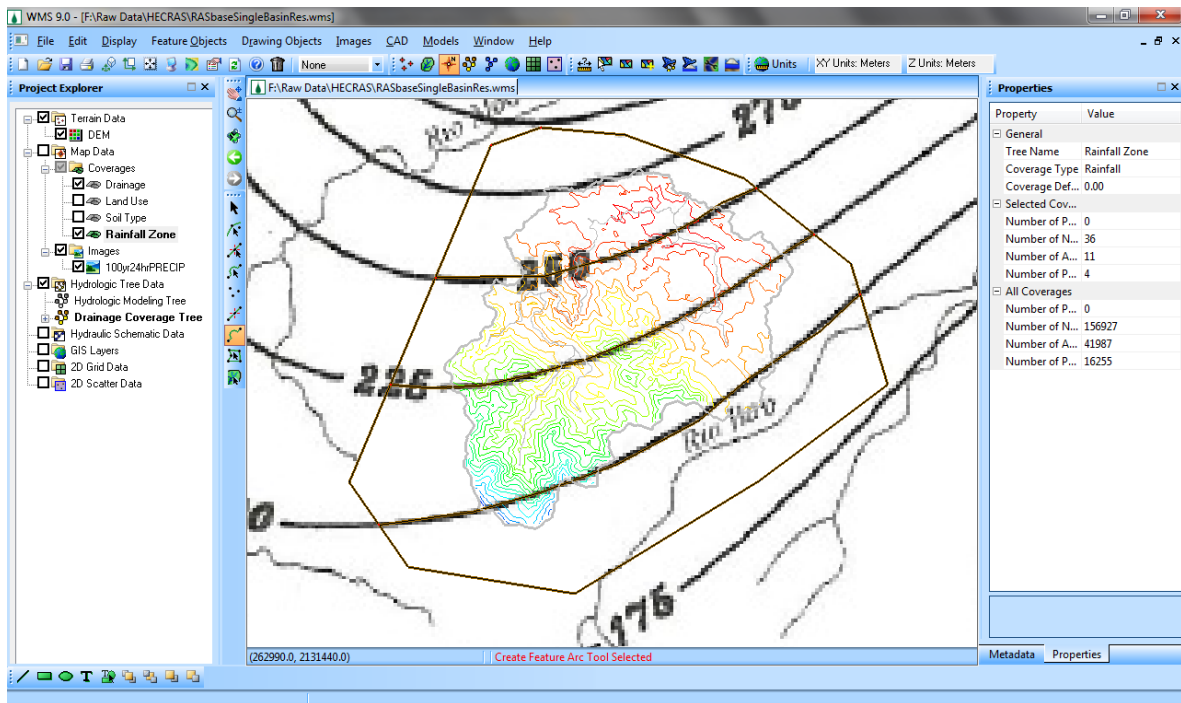 WMS 9.0 - [F:\Raw Data\HECRAS\RASbaseSingleBasinRes.wms]
File Edit Display Feature Objects Drawing Objects Images CAD Models Window Help
None Units XY Units: Meters Z Units: Meters
Project Explorer
Terrain Data
DEM
Map Data
Coverages
Drainage
Land Use
Soil Type
Rainfall Zone
Images
100yr24hrPRECIP
Hydrologic Tree Data
Hydrologic Modeling Tree
Drainage Coverage Tree
Hydraulic Schematic Data
GIS Layers
2D Grid Data
2D Scatter Data
F:\Raw Data\HECRAS\RASbaseSingleBasinRes.wms
275
250
225
0
175
(262990.0, 2131440.0) Create Feature Arc Tool Selected
Properties
Property Value
General
Tree Name Rainfall Zone
Coverage Type Rainfall
Coverage Def... 0.00
Selected Cov...
Number of P... 0
Number of N... 36
Number of A... 11
Number of P... 4
All Coverages
Number of P... 0
Number of N... 156927
Number of A... 41987
Number of P... 16255
Metadata Properties
T